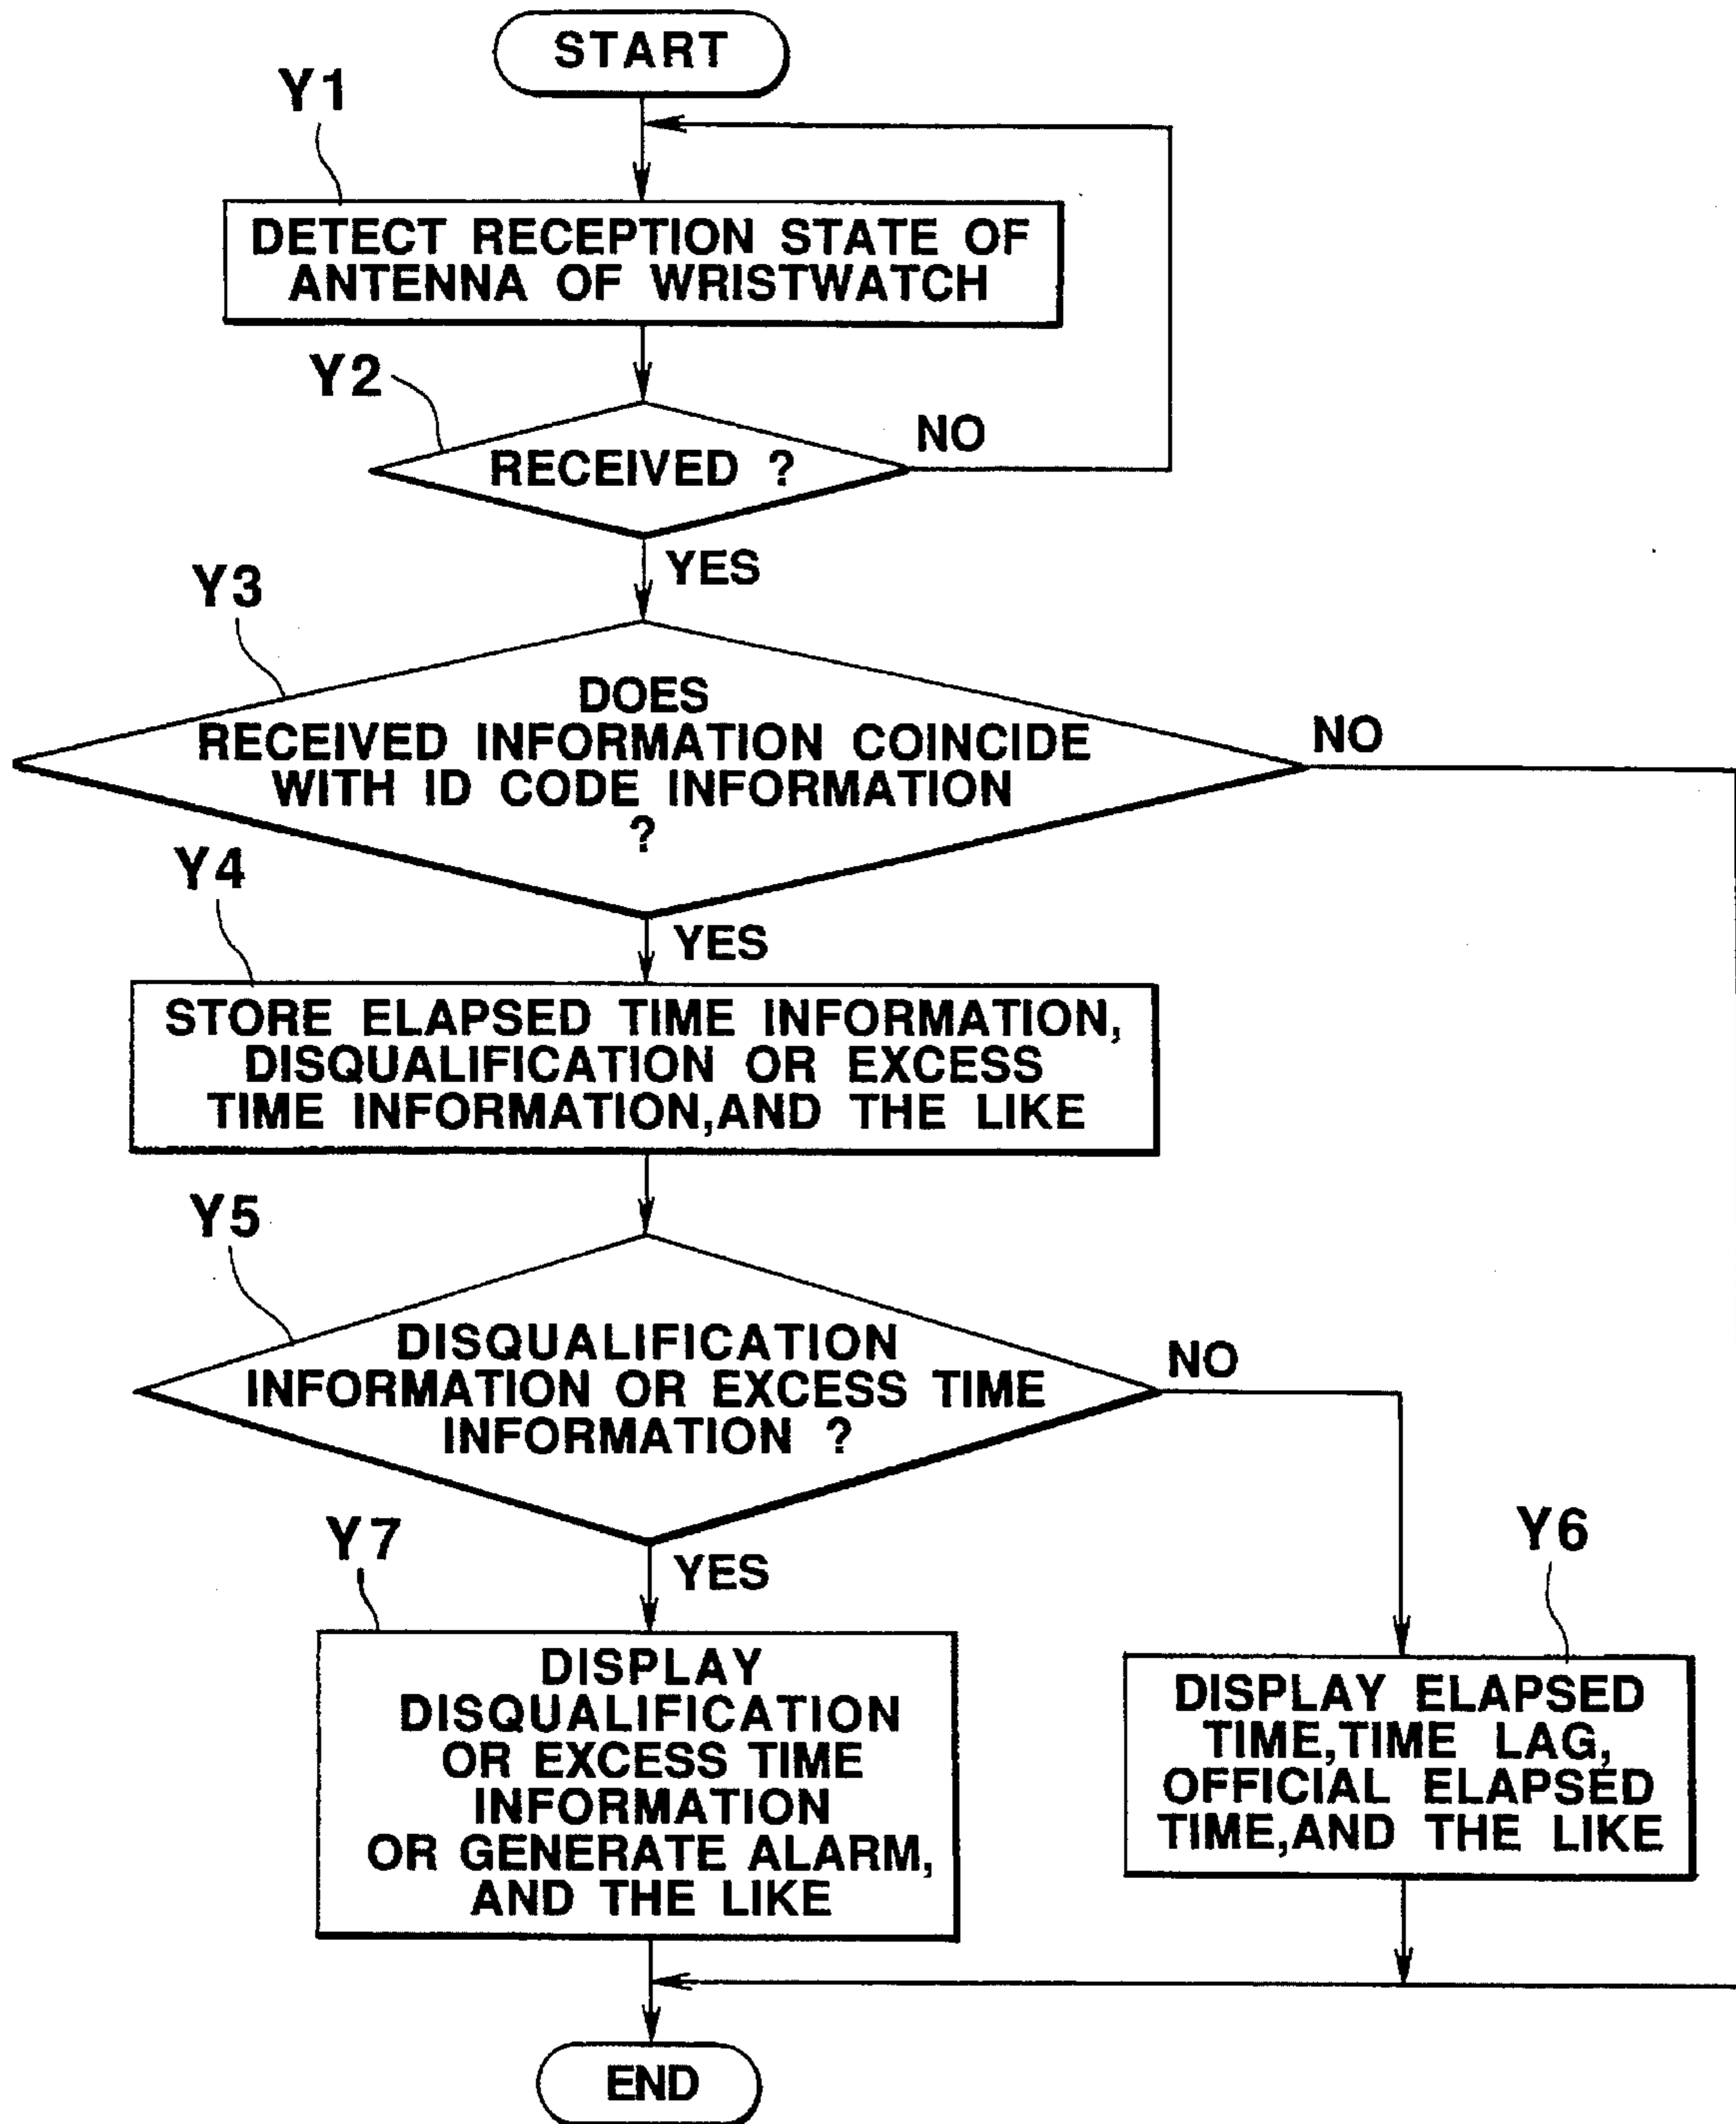 START
Y1
DETECT RECEPTION STATE OF
ANTENNA OF WRISTWATCH
Y2
RECEIVED ?
NO
YES
Y3
DOES
RECEIVED INFORMATION COINCIDE
WITH ID CODE INFORMATION
?
NO
YES
Y4
STORE ELAPSED TIME INFORMATION,
DISQUALIFICATION OR EXCESS
TIME INFORMATION,AND THE LIKE
Y5
DISQUALIFICATION
INFORMATION OR EXCESS TIME
INFORMATION ?
NO
YES
Y7
DISPLAY
DISQUALIFICATION
OR EXCESS TIME
INFORMATION
OR GENERATE ALARM,
AND THE LIKE
Y6
DISPLAY ELAPSED
TIME,TIME LAG,
OFFICIAL ELAPSED
TIME,AND THE LIKE
END